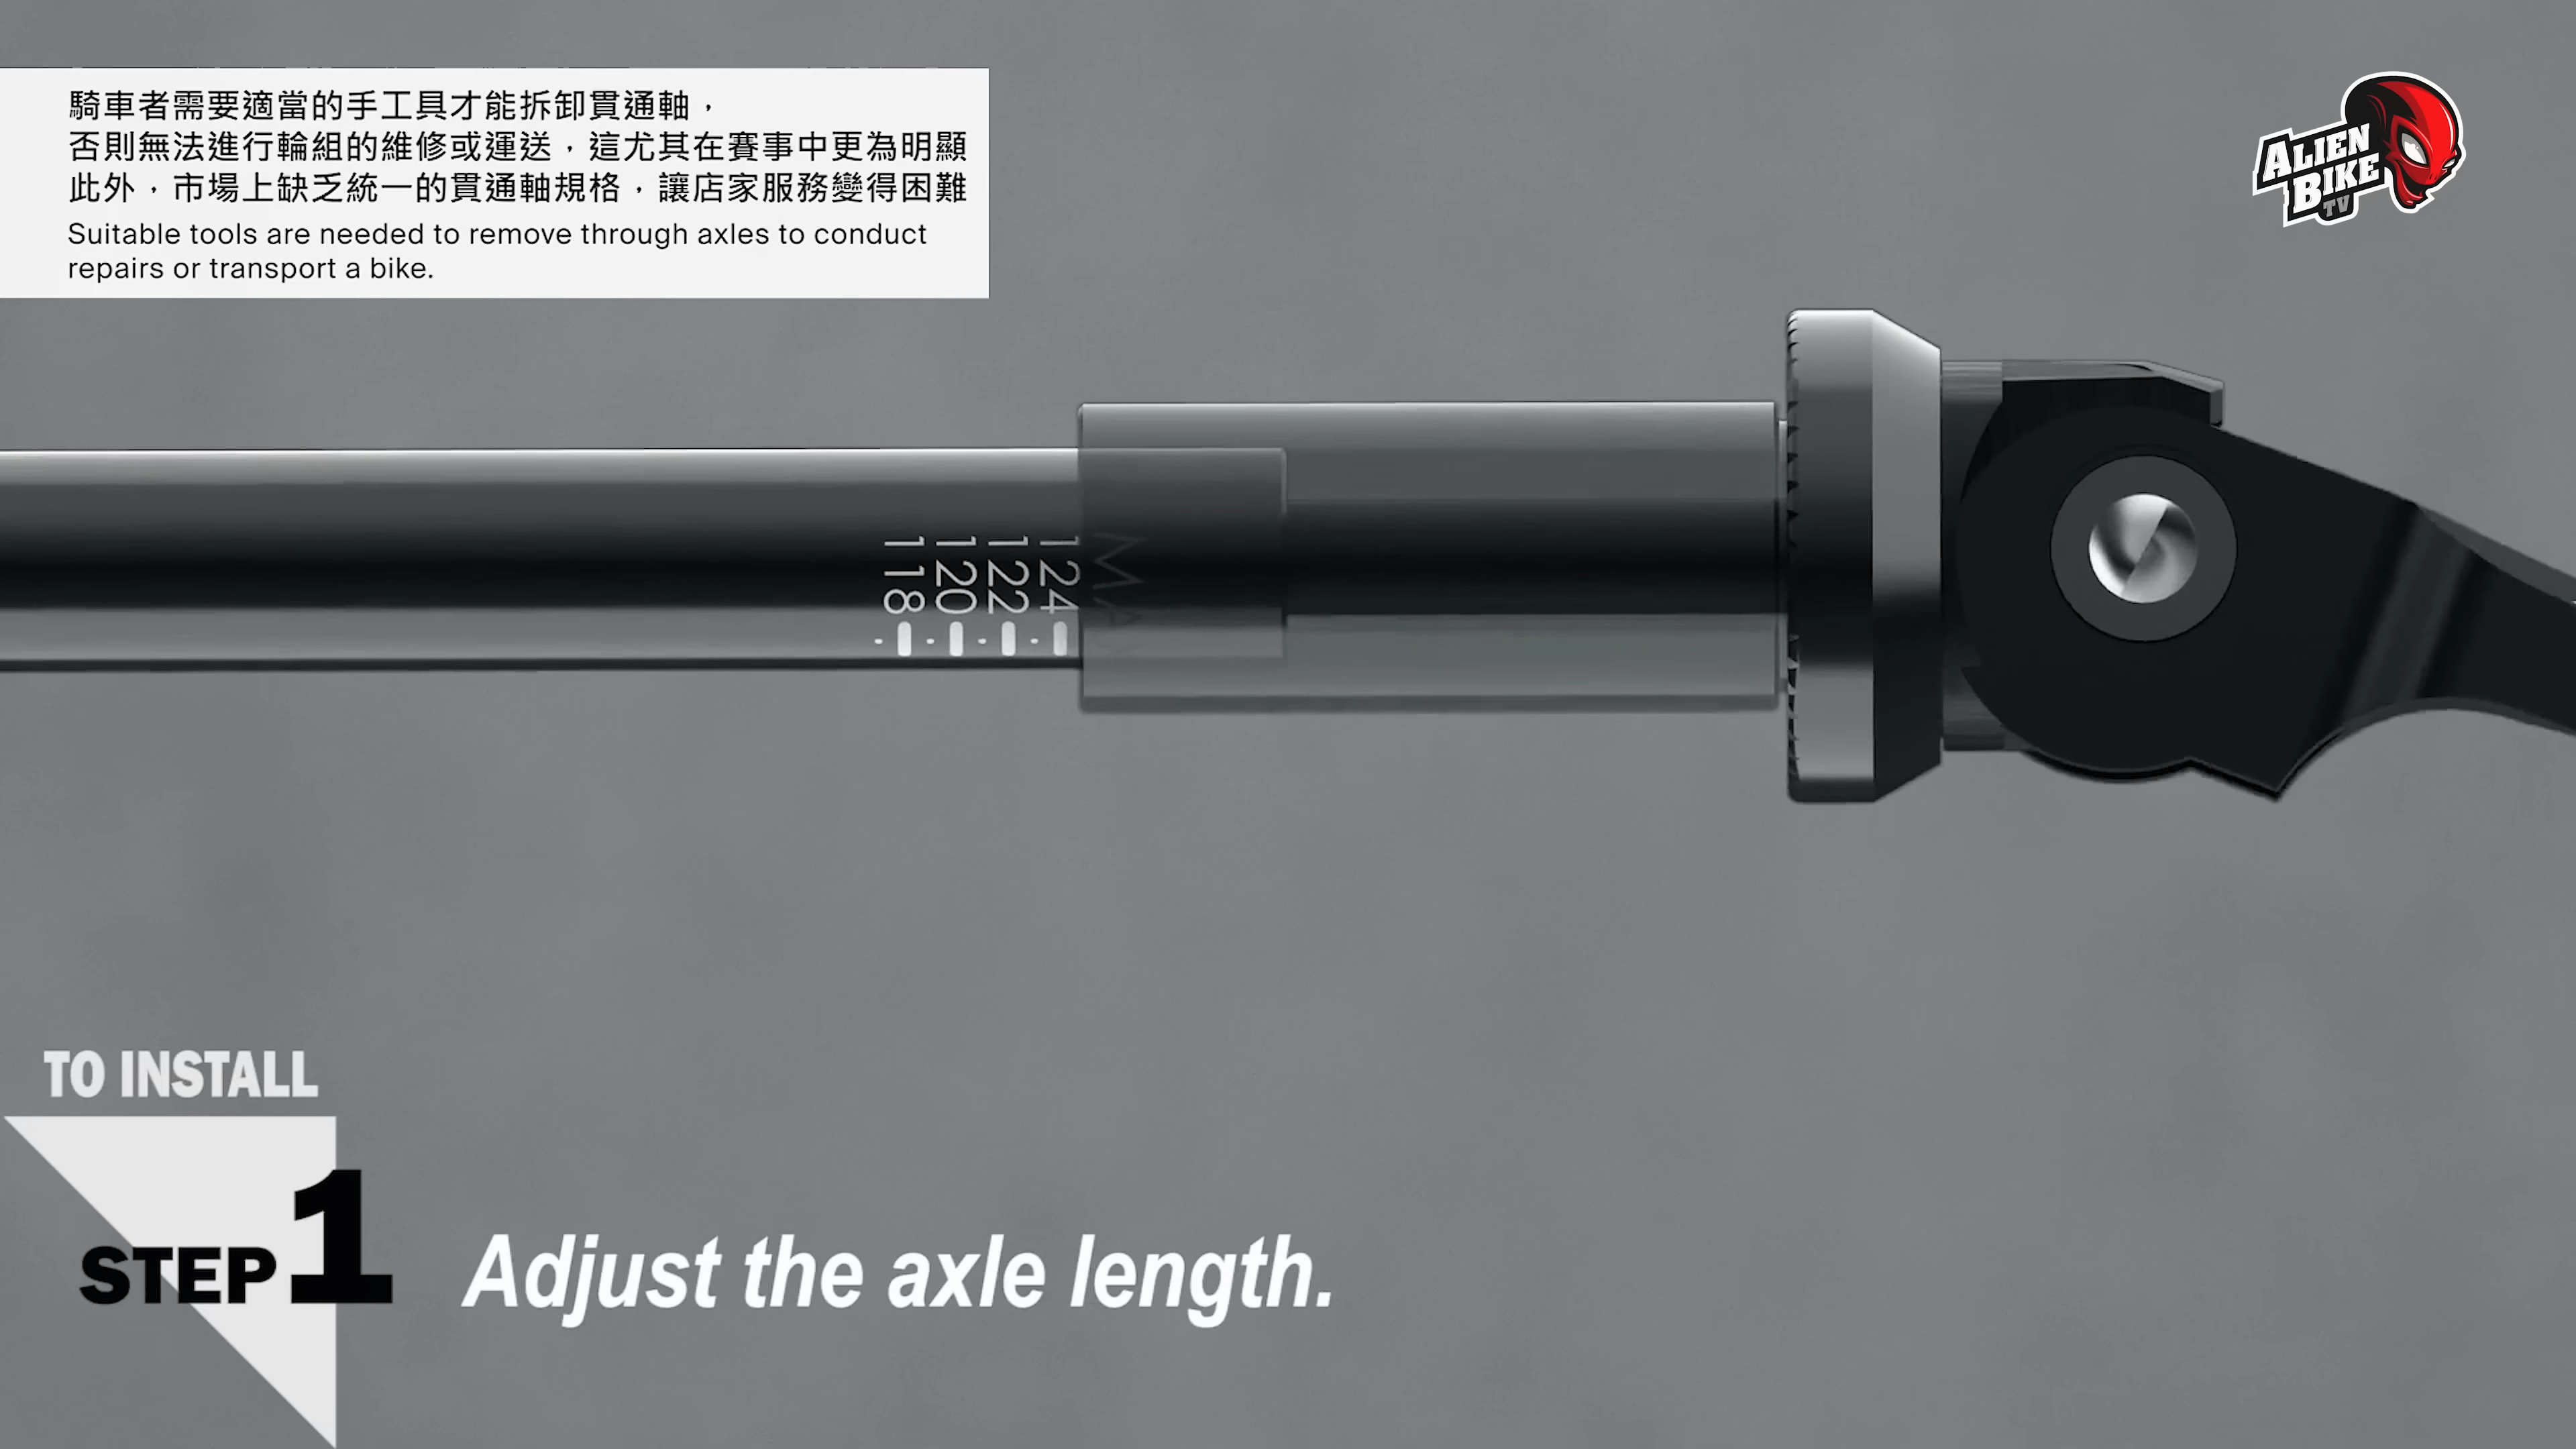 騎車者需要適當的手工具才能拆卸貫通軸，
否則無法進行輪組的維修或運送，這尤其在賽事中更為明顯
此外，市場上缺乏統一的貫通軸規格，讓店家服務變得困難
Suitable tools are needed to remove through axles to conduct
repairs or transport a bike.
ALIEN
BIKE
TV
118
120
122
124
MAX
TO INSTALL
STEP 1
Adjust the axle length.